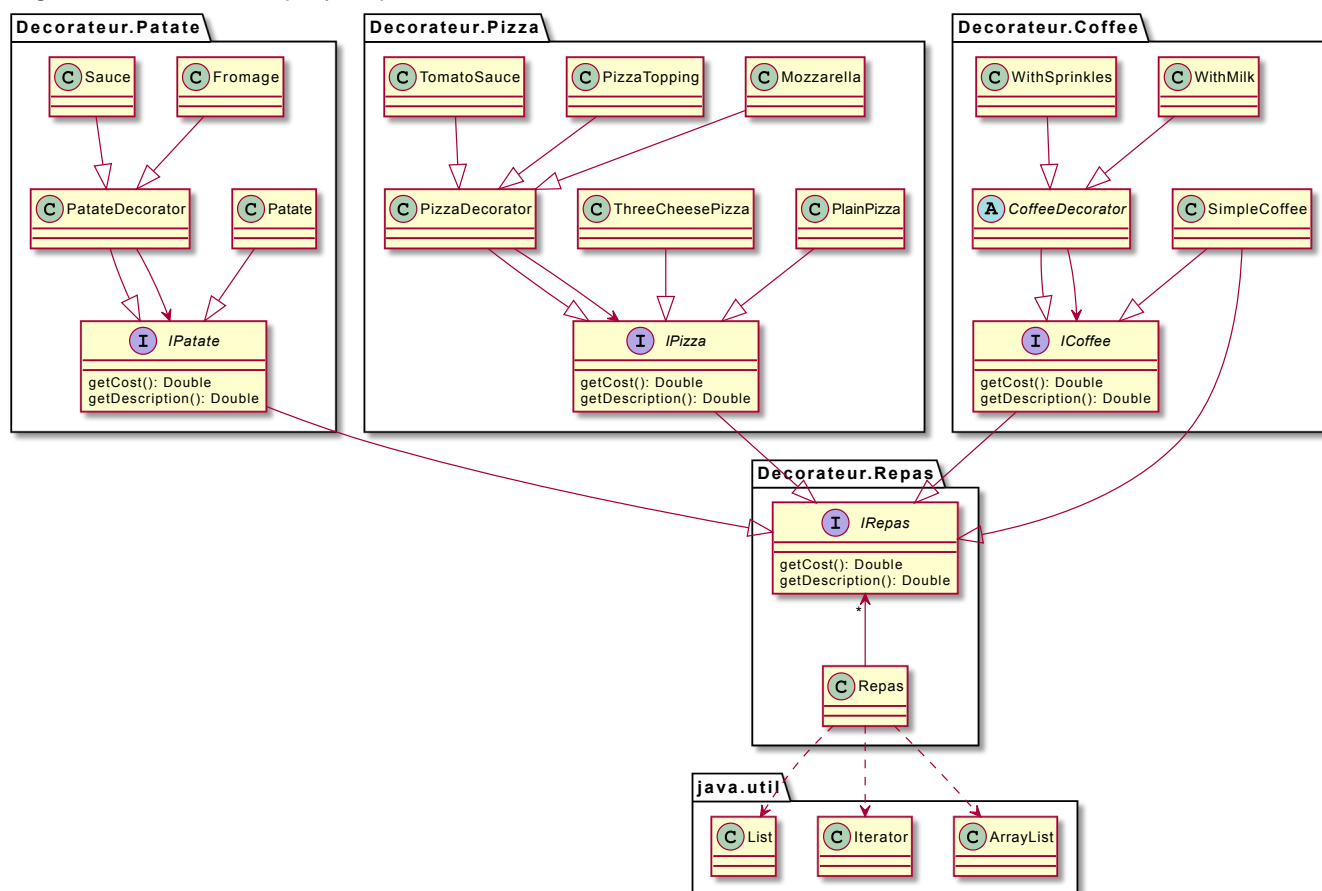 Decorateur.Patate
Decorateur.Pizza
Decorateur.Coffee
C Sauce
C Fromage
C TomatoSauce
C PizzaTopping
C Mozzarella
C WithSprinkles
C WithMilk
C PatateDecorator
C Patate
C PizzaDecorator
C ThreeCheesePizza
C PlainPizza
A CoffeeDecorator
C SimpleCoffee
I IPatate
getCost(): Double
getDescription(): Double
I IPizza
getCost(): Double
getDescription(): Double
I ICoffee
getCost(): Double
getDescription(): Double
Decorateur.Repas
I IRepas
getCost(): Double
getDescription(): Double
*
C Repas
java.util
C List
C Iterator
C ArrayList